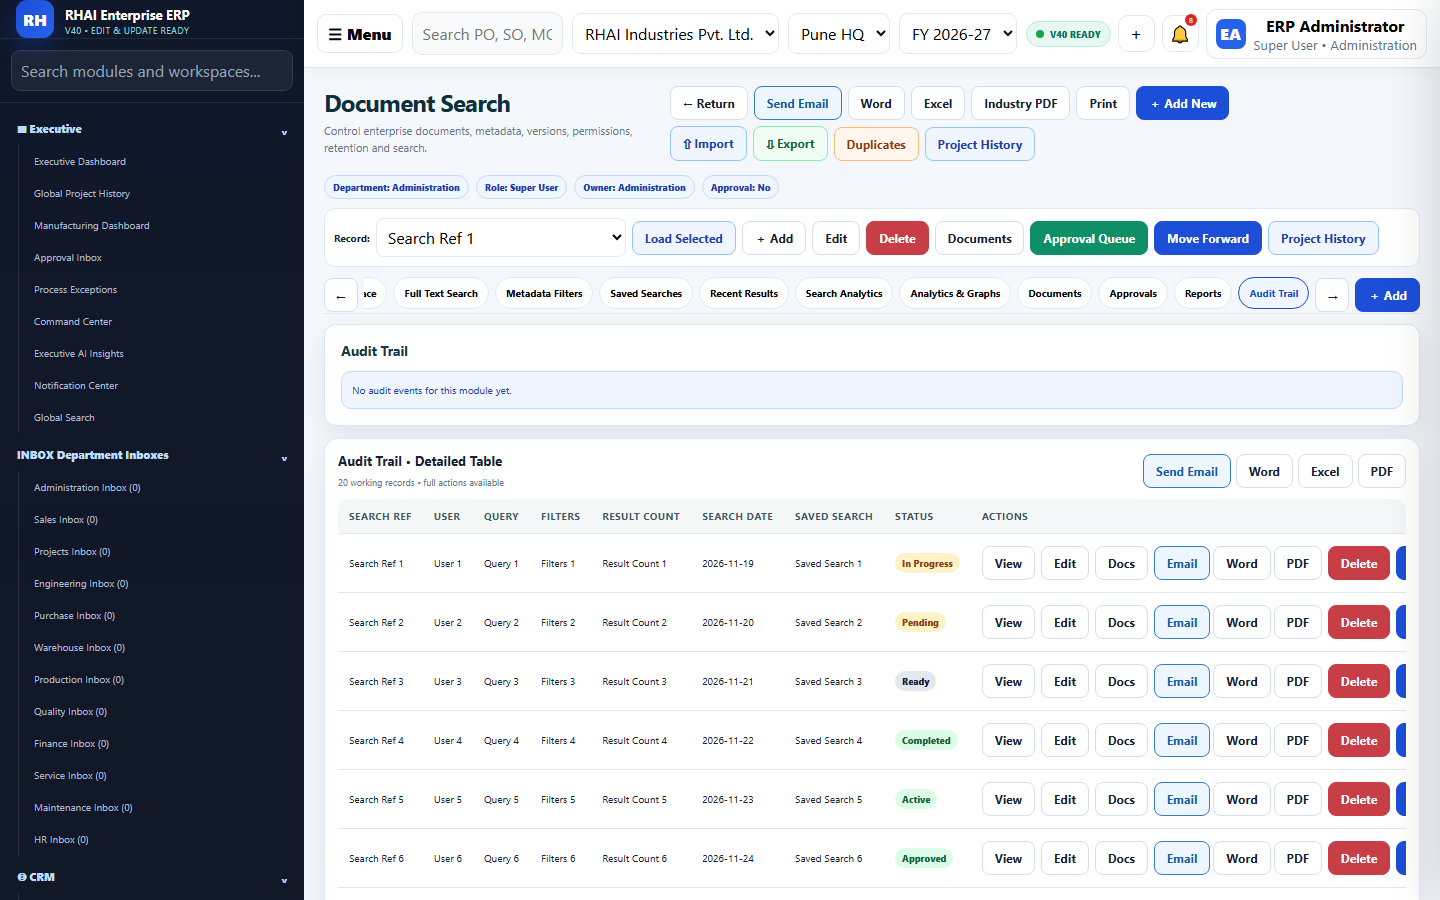 RH
RHAI Enterprise ERP
V40 • EDIT & UPDATE READY
Search modules and workspaces...
Executive
Executive Dashboard
Global Project History
Manufacturing Dashboard
Approval Inbox
Process Exceptions
Command Center
Executive AI Insights
Notification Center
Global Search
INBOX Department Inboxes
Administration Inbox (0)
Sales Inbox (0)
Projects Inbox (0)
Engineering Inbox (0)
Purchase Inbox (0)
Warehouse Inbox (0)
Production Inbox (0)
Quality Inbox (0)
Finance Inbox (0)
Service Inbox (0)
Maintenance Inbox (0)
HR Inbox (0)
CRM
☰ Menu
Search PO, SO, MO
RHAI Industries Pvt. Ltd.
Pune HQ
FY 2026-27
V40 READY
+
8
EA
ERP Administrator
Super User • Administration
Document Search
Control enterprise documents, metadata, versions, permissions,
retention and search.
← Return
Send Email
Word
Excel
Industry PDF
Print
+ Add New
⇧ Import
⇩ Export
Duplicates
Project History
Department: Administration
Role: Super User
Owner: Administration
Approval: No
Record:
Search Ref 1
Load Selected
+ Add
Edit
Delete
Documents
Approval Queue
Move Forward
Project History
←
ce
Full Text Search
Metadata Filters
Saved Searches
Recent Results
Search Analytics
Analytics & Graphs
Documents
Approvals
Reports
Audit Trail
→
+ Add
Audit Trail
No audit events for this module yet.
Audit Trail • Detailed Table
20 working records • full actions available
Send Email
Word
Excel
PDF
SEARCH REF USER QUERY FILTERS RESULT COUNT SEARCH DATE SAVED SEARCH STATUS ACTIONS
Search Ref 1 User 1 Query 1 Filters 1 Result Count 1 2026-11-19 Saved Search 1 In Progress View Edit Docs Email Word PDF Delete
Search Ref 2 User 2 Query 2 Filters 2 Result Count 2 2026-11-20 Saved Search 2 Pending View Edit Docs Email Word PDF Delete
Search Ref 3 User 3 Query 3 Filters 3 Result Count 3 2026-11-21 Saved Search 3 Ready View Edit Docs Email Word PDF Delete
Search Ref 4 User 4 Query 4 Filters 4 Result Count 4 2026-11-22 Saved Search 4 Completed View Edit Docs Email Word PDF Delete
Search Ref 5 User 5 Query 5 Filters 5 Result Count 5 2026-11-23 Saved Search 5 Active View Edit Docs Email Word PDF Delete
Search Ref 6 User 6 Query 6 Filters 6 Result Count 6 2026-11-24 Saved Search 6 Approved View Edit Docs Email Word PDF Delete